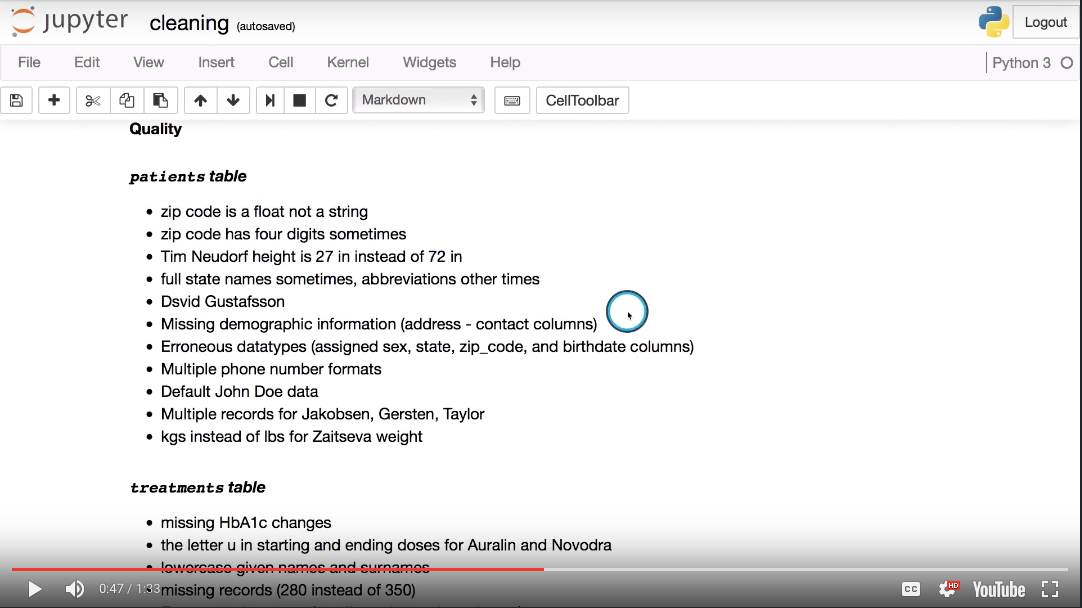 jupyter cleaning (autosaved) Logout
File Edit View Insert Cell Kernel Widgets Help Python 3
Markdown CellToolbar
Quality
patients table
• zip code is a float not a string
• zip code has four digits sometimes
• Tim Neudorf height is 27 in instead of 72 in
• full state names sometimes, abbreviations other times
• Dsvid Gustafsson
• Missing demographic information (address - contact columns)
• Erroneous datatypes (assigned sex, state, zip_code, and birthdate columns)
• Multiple phone number formats
• Default John Doe data
• Multiple records for Jakobsen, Gersten, Taylor
• kgs instead of lbs for Zaitseva weight
treatments table
• missing HbA1c changes
• the letter u in starting and ending doses for Auralin and Novodra
• lowercase given names and surnames
• missing records (280 instead of 350)
0:47 / 1:33 CC HD YouTube